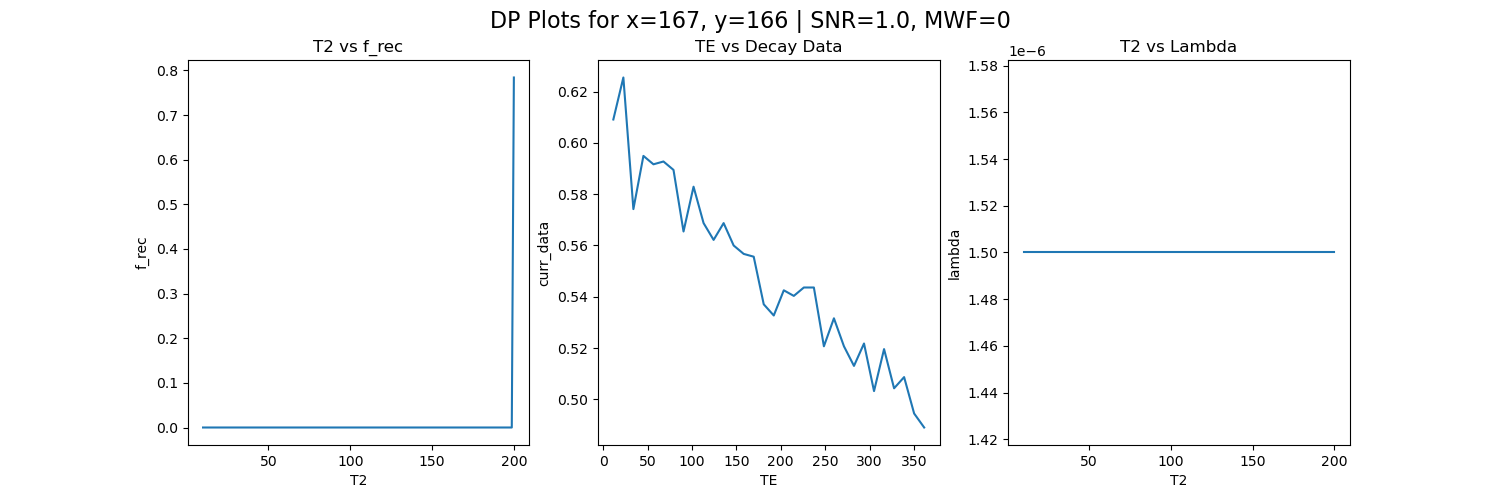 DP Plots for x=167, y=166 | SNR=1.0, MWF=0
T2 vs f_rec
0.8
0.7
0.6
0.5
0.4
0.3
0.2
0.1
0.0
f_rec
50 100 150 200
T2
TE vs Decay Data
0.62
0.60
0.58
0.56
0.54
0.52
0.50
curr_data
0 50 100 150 200 250 300 350
TE
T2 vs Lambda
1e−6
1.58
1.56
1.54
1.52
1.50
1.48
1.46
1.44
1.42
lambda
50 100 150 200
T2